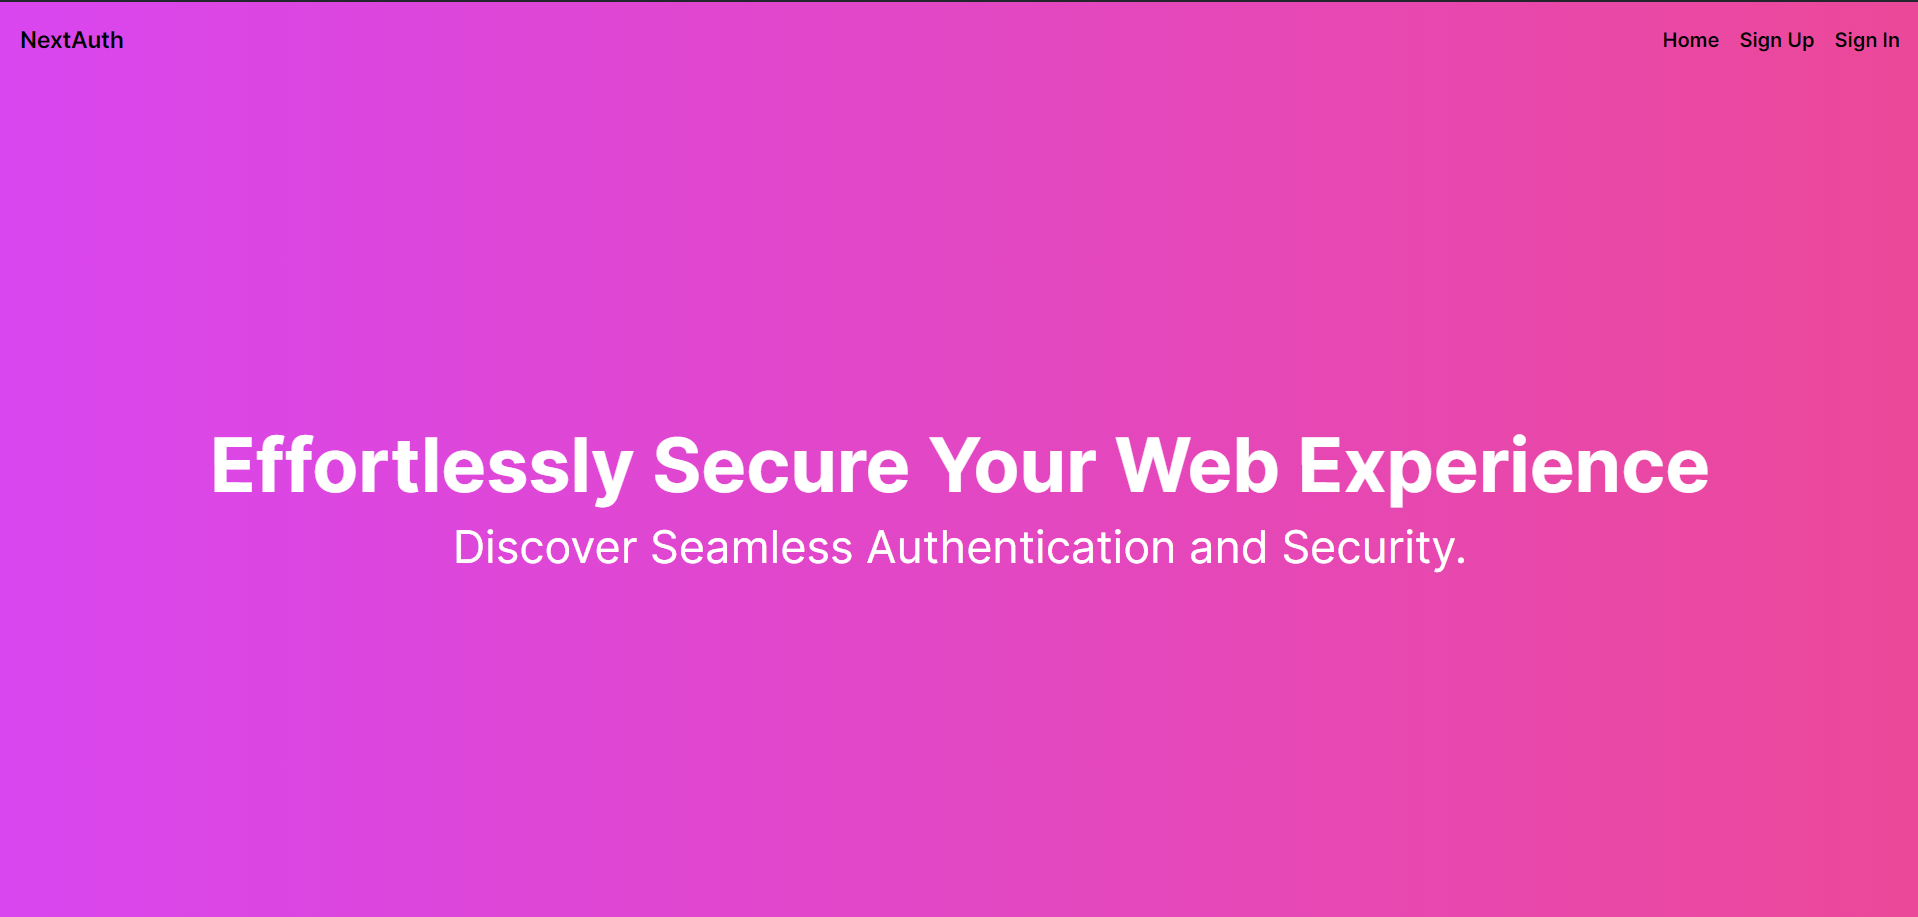 NextAuth
Home Sign Up Sign In
Effortlessly Secure Your Web Experience
Discover Seamless Authentication and Security.